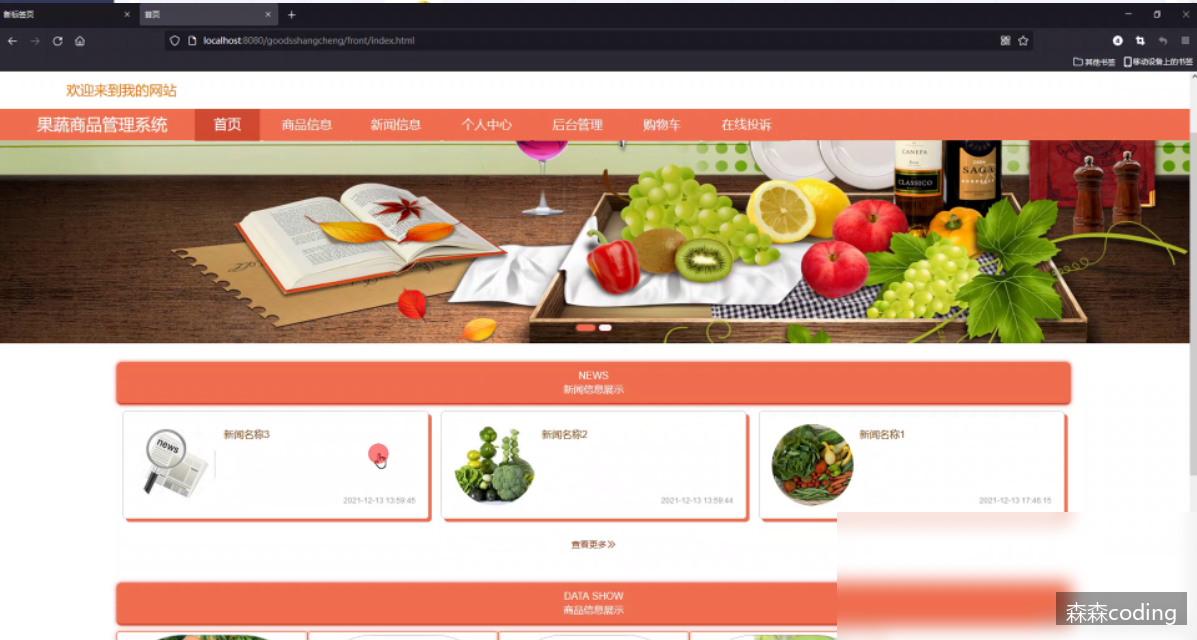 新标签页
首页
localhost:8080/goodsshangcheng/front/index.html
其他书签
移动设备上的书签
欢迎来到我的网站
果蔬商品管理系统
首页
商品信息
新闻信息
个人中心
后台管理
购物车
在线投诉
CANEPA
CLASSICO
SAGA
NEWS
新闻信息展示
news
新闻名称3
2021-12-13 13:59:45
新闻名称2
2021-12-13 13:59:44
新闻名称1
2021-12-13 17:46:15
查看更多
DATA SHOW
商品信息展示
森森coding